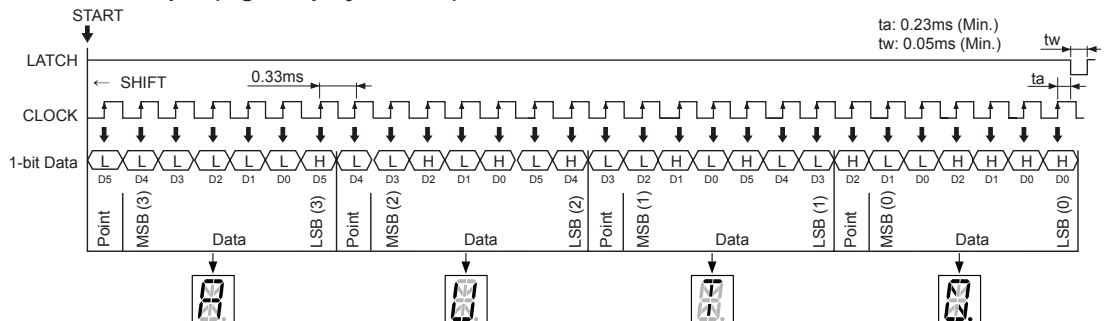 START
ta: 0.23ms (Min.)
tw: 0.05ms (Min.)
tw
LATCH
← SHIFT
0.33ms
ta
CLOCK
1-bit Data L L L L L L H L L H L H L H L L H L H L L H L L H H H H
D5 D4 D3 D2 D1 D0 D5 D4 D3 D2 D1 D0 D5 D4 D3 D2 D1 D0 D5 D4 D3 D2 D1 D0 D2 D1 D0 D0
Point MSB (3) Data LSB (3) Point MSB (2) Data LSB (2) Point MSB (1) Data LSB (1) Point MSB (0) Data LSB (0)